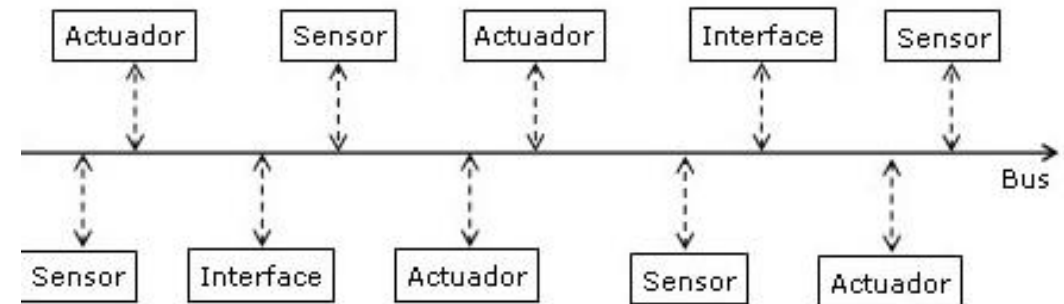 Actuador
Sensor
Actuador
Interface
Sensor
Bus
Sensor
Interface
Actuador
Sensor
Actuador